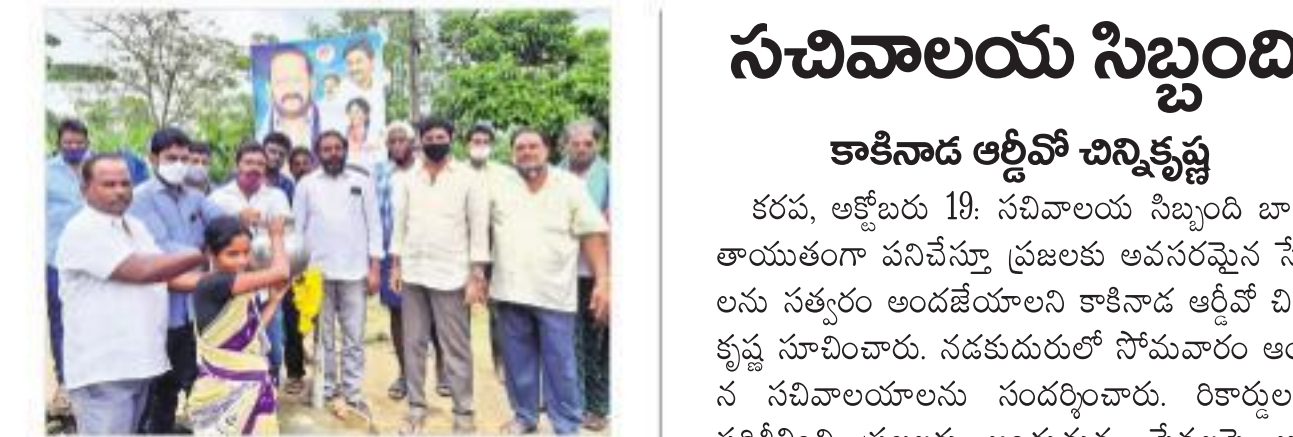 సచివాలయ సిబ్బంది
కాకినాడ ఆర్డీవో చిన్నికృష్ణ
కరప, అక్టోబరు 19: సచివాలయ సిబ్బంది బా
తాయుతంగా పనిచేస్తూ ప్రజలకు అవసరమైన సే
లను సత్వరం అందజేయాలని కాకినాడ ఆర్డీవో చి
కృష్ణ సూచించారు. నడకుదురులో సోమవారం ఆ
న సచివాలయాలను సందర్శించారు. రికార్డుల